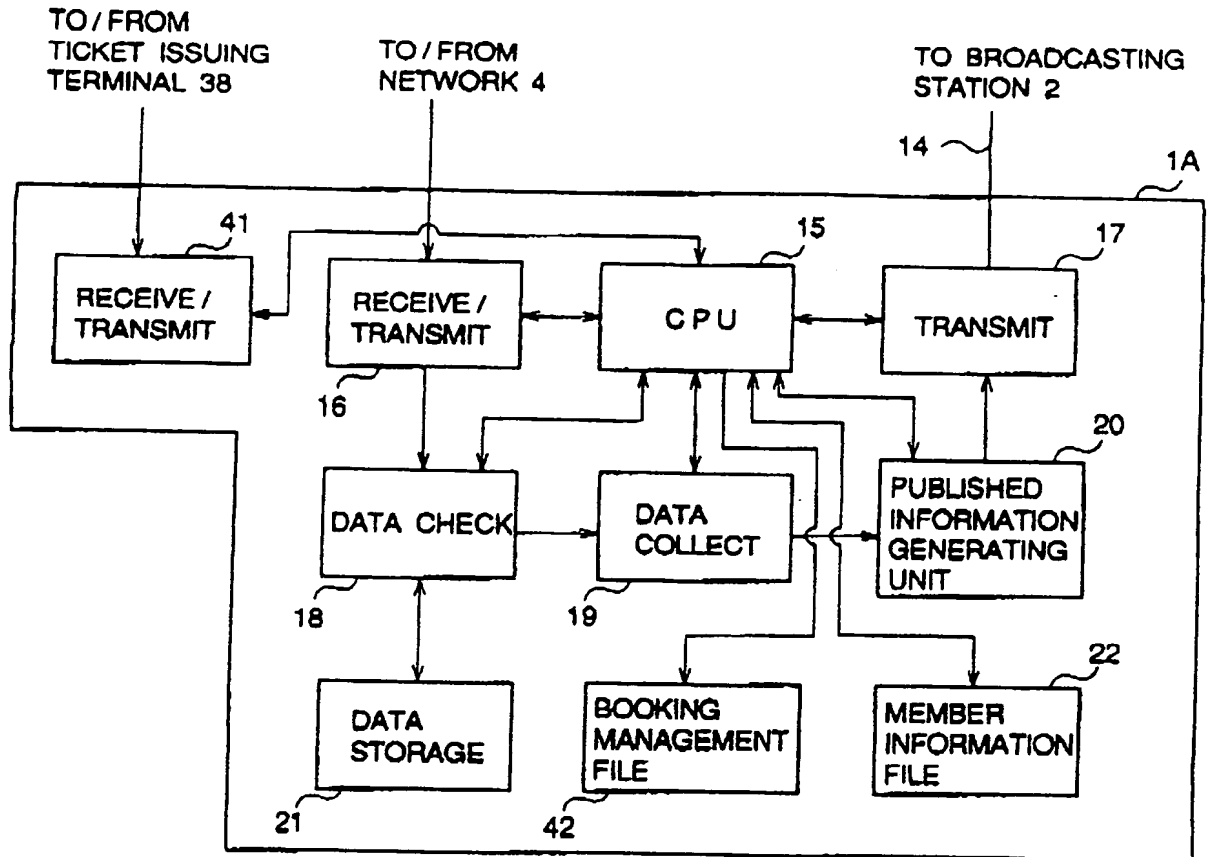 TO/FROM
TICKET ISSUING
TERMINAL 38
TO/FROM
NETWORK 4
TO BROADCASTING
STATION 2
14
1A
41
RECEIVE/
TRANSMIT
RECEIVE/
TRANSMIT
16
15
CPU
17
TRANSMIT
DATA CHECK
18
DATA
COLLECT
19
20
PUBLISHED
INFORMATION
GENERATING
UNIT
DATA
STORAGE
21
BOOKING
MANAGEMENT
FILE
42
22
MEMBER
INFORMATION
FILE